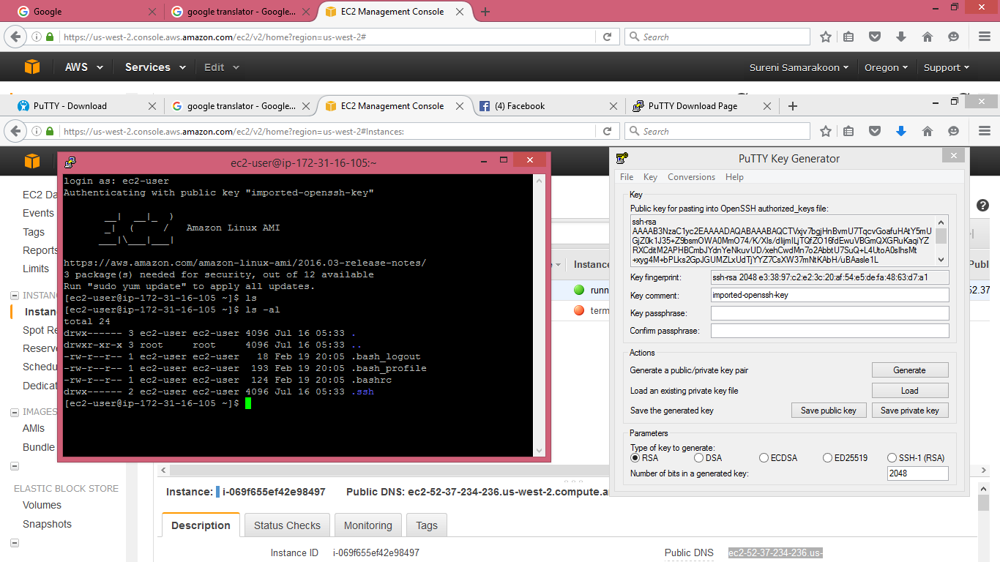 Google
google translator - Google...
EC2 Management Console
https://us-west-2.console.aws.amazon.com/ec2/v2/home?region=us-west-2#
Search
AWS Services Edit Sureni Samarakoon Oregon Support
PuTTY - Download
google translator - Google...
EC2 Management Console
(4) Facebook
PuTTY Download Page
https://us-west-2.console.aws.amazon.com/ec2/v2/home?region=us-west-2#Instances:
Search
EC2 Da
Events
Tags
Reports
Limits
INSTAN
Instan
Spot Re
Reserve
Schedu
Dedicat
IMAGES
AMIs
Bundle
ELASTIC BLOCK STORE
Volumes
Snapshots
ec2-user@ip-172-31-16-105:~
login as: ec2-user
Authenticating with public key "imported-openssh-key"
__| __|_ )
_| ( / Amazon Linux AMI
___|\___|___|
https://aws.amazon.com/amazon-linux-ami/2016.03-release-notes/
3 package(s) needed for security, out of 12 available
Run "sudo yum update" to apply all updates.
[ec2-user@ip-172-31-16-105 ~]$ ls
[ec2-user@ip-172-31-16-105 ~]$ ls -al
total 24
drwx------ 3 ec2-user ec2-user 4096 Jul 16 05:33 .
drwxr-xr-x 3 root root 4096 Jul 16 05:33 ..
-rw-r--r-- 1 ec2-user ec2-user 18 Feb 19 20:05 .bash_logout
-rw-r--r-- 1 ec2-user ec2-user 193 Feb 19 20:05 .bash_profile
-rw-r--r-- 1 ec2-user ec2-user 124 Feb 19 20:05 .bashrc
drwx------ 2 ec2-user ec2-user 4096 Jul 16 05:33 .ssh
[ec2-user@ip-172-31-16-105 ~]$
Instance
runn
term
Publ
52.37
PuTTY Key Generator
File Key Conversions Help
Key
Public key for pasting into OpenSSH authorized_keys file:
ssh-rsa
Key fingerprint: ssh-rsa 2048 e3:38:97:c2:e2:3c:20:af:54:e5:de:fa:48:63:d7:a1
Key comment: imported-openssh-key
Key passphrase:
Confirm passphrase:
Actions
Generate a public/private key pair Generate
Load an existing private key file Load
Save the generated key Save public key Save private key
Parameters
Type of key to generate:
RSA DSA ECDSA ED25519 SSH-1 (RSA)
Number of bits in a generated key: 2048
Instance: i-069f655ef42e98497 Public DNS: ec2-52-37-234-236.us-west-2.compute.a
Description Status Checks Monitoring Tags
Instance ID i-069f655ef42e98497 Public DNS ec2-52-37-234-236.us-